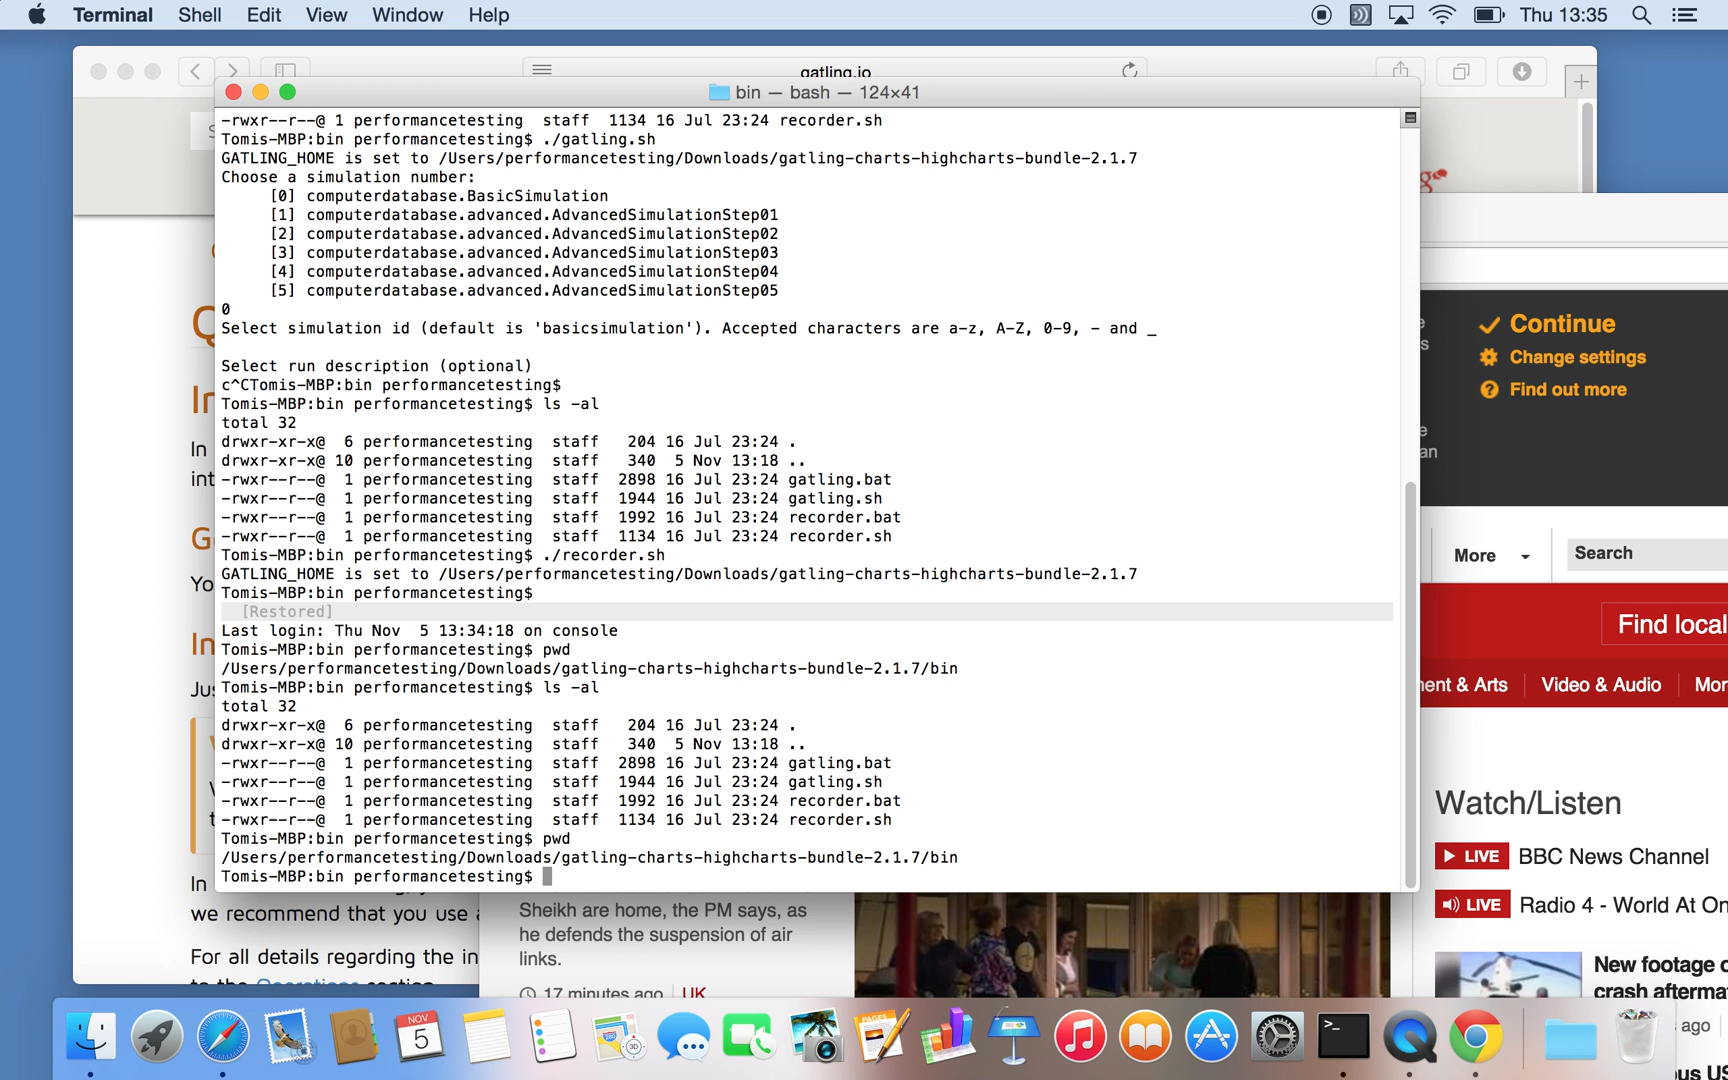 Terminal Shell Edit View Window Help Thu 13:35
gatling.io
bin — bash — 124×41
-rwxr--r--@ 1 performancetesting staff 1134 16 Jul 23:24 recorder.sh
Tomis-MBP:bin performancetesting$ ./gatling.sh
GATLING_HOME is set to /Users/performancetesting/Downloads/gatling-charts-highcharts-bundle-2.1.7
Choose a simulation number:
[0] computerdatabase.BasicSimulation
[1] computerdatabase.advanced.AdvancedSimulationStep01
[2] computerdatabase.advanced.AdvancedSimulationStep02
[3] computerdatabase.advanced.AdvancedSimulationStep03
[4] computerdatabase.advanced.AdvancedSimulationStep04
[5] computerdatabase.advanced.AdvancedSimulationStep05
0
Select simulation id (default is 'basicsimulation'). Accepted characters are a-z, A-Z, 0-9, - and _
Select run description (optional)
c^CTomis-MBP:bin performancetesting$
Tomis-MBP:bin performancetesting$ ls -al
total 32
drwxr-xr-x@ 6 performancetesting staff 204 16 Jul 23:24 .
drwxr-xr-x@ 10 performancetesting staff 340 5 Nov 13:18 ..
-rwxr--r--@ 1 performancetesting staff 2898 16 Jul 23:24 gatling.bat
-rwxr--r--@ 1 performancetesting staff 1944 16 Jul 23:24 gatling.sh
-rwxr--r--@ 1 performancetesting staff 1992 16 Jul 23:24 recorder.bat
-rwxr--r--@ 1 performancetesting staff 1134 16 Jul 23:24 recorder.sh
Tomis-MBP:bin performancetesting$ ./recorder.sh
GATLING_HOME is set to /Users/performancetesting/Downloads/gatling-charts-highcharts-bundle-2.1.7
Tomis-MBP:bin performancetesting$
[Restored]
Last login: Thu Nov 5 13:34:18 on console
Tomis-MBP:bin performancetesting$ pwd
/Users/performancetesting/Downloads/gatling-charts-highcharts-bundle-2.1.7/bin
Tomis-MBP:bin performancetesting$ ls -al
total 32
drwxr-xr-x@ 6 performancetesting staff 204 16 Jul 23:24 .
drwxr-xr-x@ 10 performancetesting staff 340 5 Nov 13:18 ..
-rwxr--r--@ 1 performancetesting staff 2898 16 Jul 23:24 gatling.bat
-rwxr--r--@ 1 performancetesting staff 1944 16 Jul 23:24 gatling.sh
-rwxr--r--@ 1 performancetesting staff 1992 16 Jul 23:24 recorder.bat
-rwxr--r--@ 1 performancetesting staff 1134 16 Jul 23:24 recorder.sh
Tomis-MBP:bin performancetesting$ pwd
/Users/performancetesting/Downloads/gatling-charts-highcharts-bundle-2.1.7/bin
Tomis-MBP:bin performancetesting$
In
In
we recommend that you use
For all details regarding the in
Sheikh are home, the PM says, as
he defends the suspension of air
links.
17 minutes ago UK
Continue
Change settings
Find out more
More Search
Find local
& Arts Video & Audio
Watch/Listen
LIVE BBC News Channel
LIVE Radio 4 - World At
New footage
crash
ago
NOV
5
PAGES
3D
>_